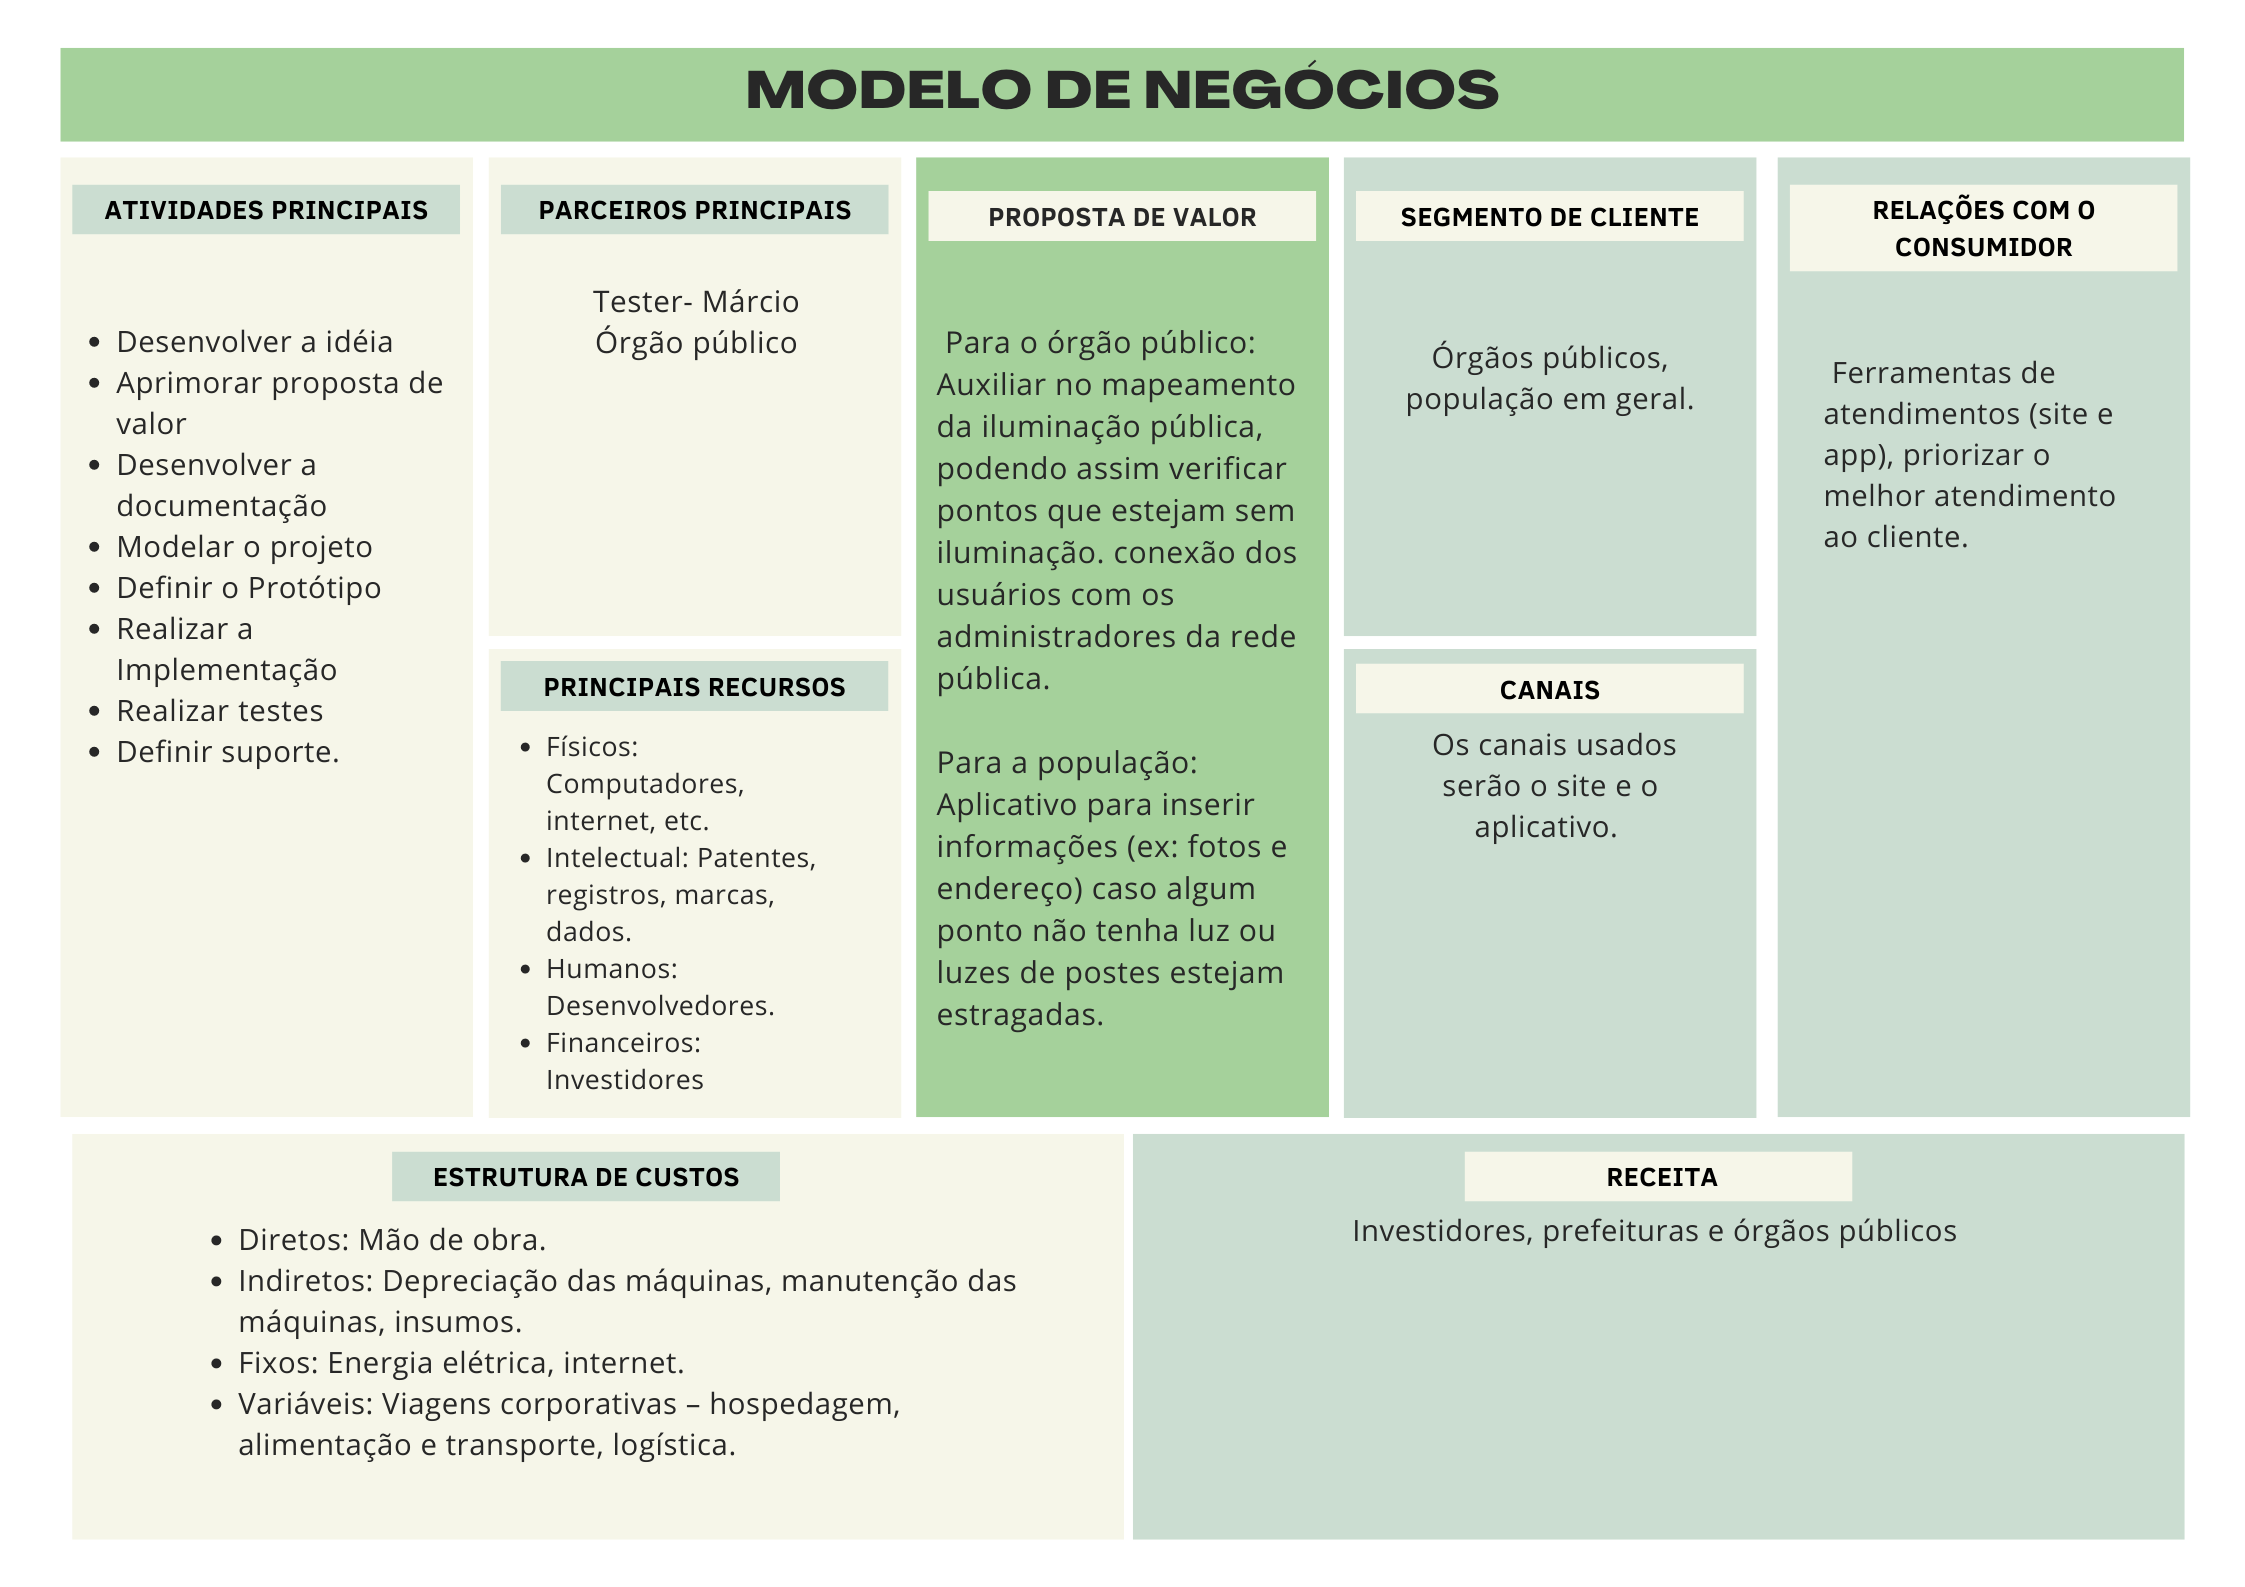 MODELO DE NEGÓCIOS
ATIVIDADES PRINCIPAIS
• Desenvolver a idéia
• Aprimorar proposta de
valor
• Desenvolver a
documentação
• Modelar o projeto
• Definir o Protótipo
• Realizar a
Implementação
• Realizar testes
• Definir suporte.
PARCEIROS PRINCIPAIS
Tester- Márcio
Órgão público
PRINCIPAIS RECURSOS
• Físicos:
Computadores,
internet, etc.
• Intelectual: Patentes,
registros, marcas,
dados.
• Humanos:
Desenvolvedores.
• Financeiros:
Investidores
PROPOSTA DE VALOR
Para o órgão público:
Auxiliar no mapeamento
da iluminação pública,
podendo assim verificar
pontos que estejam sem
iluminação. conexão dos
usuários com os
administradores da rede
pública.
Para a população:
Aplicativo para inserir
informações (ex: fotos e
endereço) caso algum
ponto não tenha luz ou
luzes de postes estejam
estragadas.
SEGMENTO DE CLIENTE
Órgãos públicos,
população em geral.
CANAIS
Os canais usados
serão o site e o
aplicativo.
RELAÇÕES COM O
CONSUMIDOR
Ferramentas de
atendimentos (site e
app), priorizar o
melhor atendimento
ao cliente.
ESTRUTURA DE CUSTOS
• Diretos: Mão de obra.
• Indiretos: Depreciação das máquinas, manutenção das
máquinas, insumos.
• Fixos: Energia elétrica, internet.
• Variáveis: Viagens corporativas – hospedagem,
alimentação e transporte, logística.
RECEITA
Investidores, prefeituras e órgãos públicos